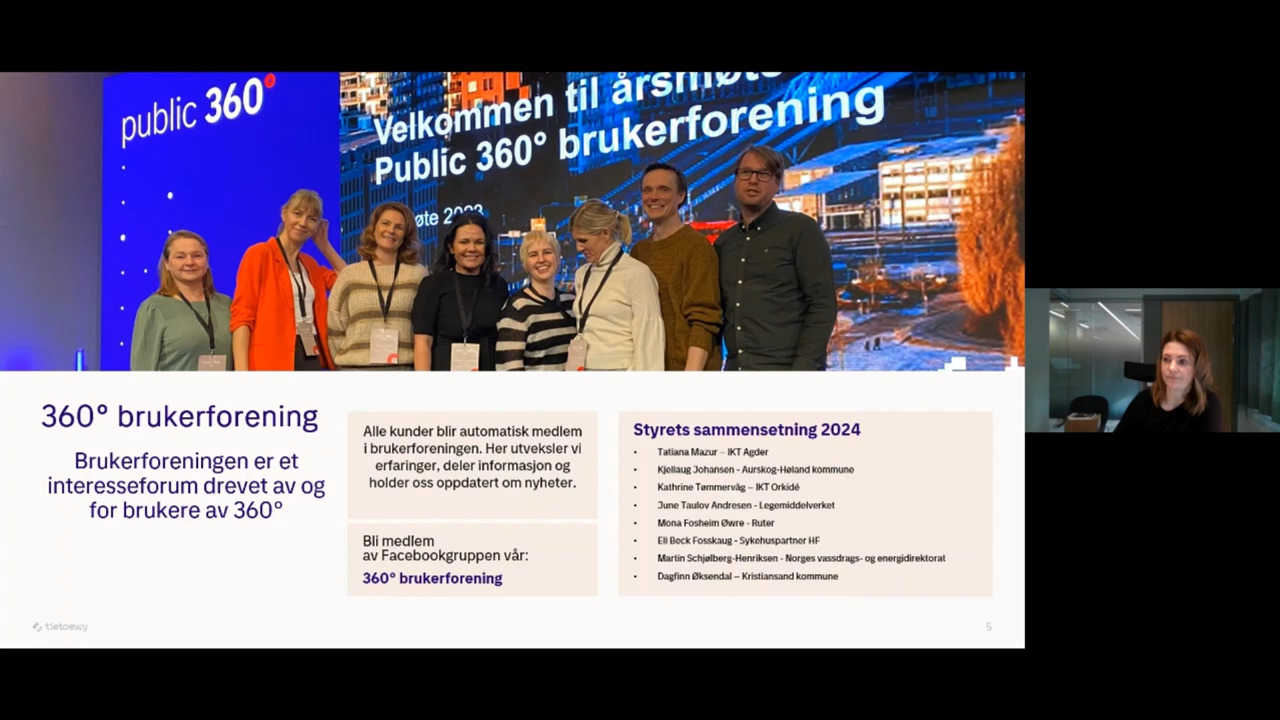 public 360°
Velkommen til årsmøte
Public 360° brukerforening
øte 2023
360° brukerforening
Brukerforeningen er et
interesseforum drevet av og
for brukere av 360°
Alle kunder blir automatisk medlem
i brukerforeningen. Her utveksler vi
erfaringer, deler informasjon og
holder oss oppdatert om nyheter.
Bli medlem
av Facebookgruppen vår:
360° brukerforening
Styrets sammensetning 2024
• Tatiana Mazur – IKT Agder
• Kjellaug Johansen - Aurskog-Høland kommune
• Kathrine Tømmervåg – IKT Orkidé
• June Taulov Andresen - Legemiddelverket
• Mona Fosheim Øwre - Ruter
• Eli Beck Fosskaug - Sykehuspartner HF
• Martin Schjølberg-Henriksen - Norges vassdrags- og energidirektorat
• Dagfinn Øksendal – Kristiansand kommune
tietoevry
5